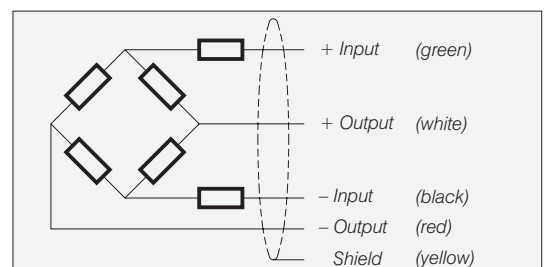 + Input (green)
+ Output (white)
– Input (black)
– Output (red)
Shield (yellow)